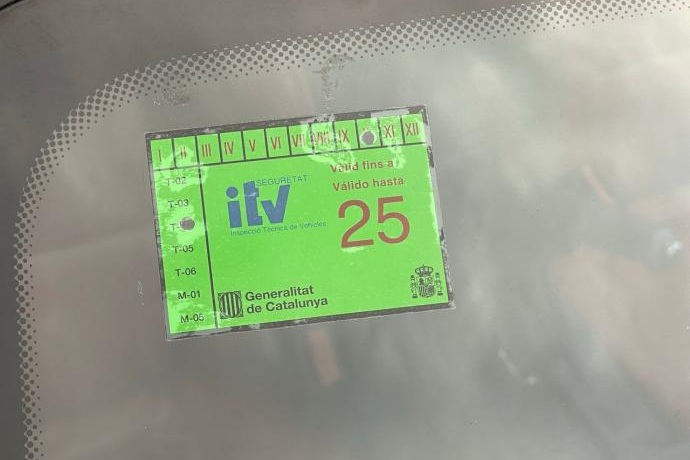 I II III IV V VI VII VIII IX XI XII
T-02
T-03
T-05
T-06
M-01
M-05
SEGURETAT
itv
Inspecció Tècnica de Vehicles
Vàlid fins a
Válido hasta
25
Generalitat
de Catalunya